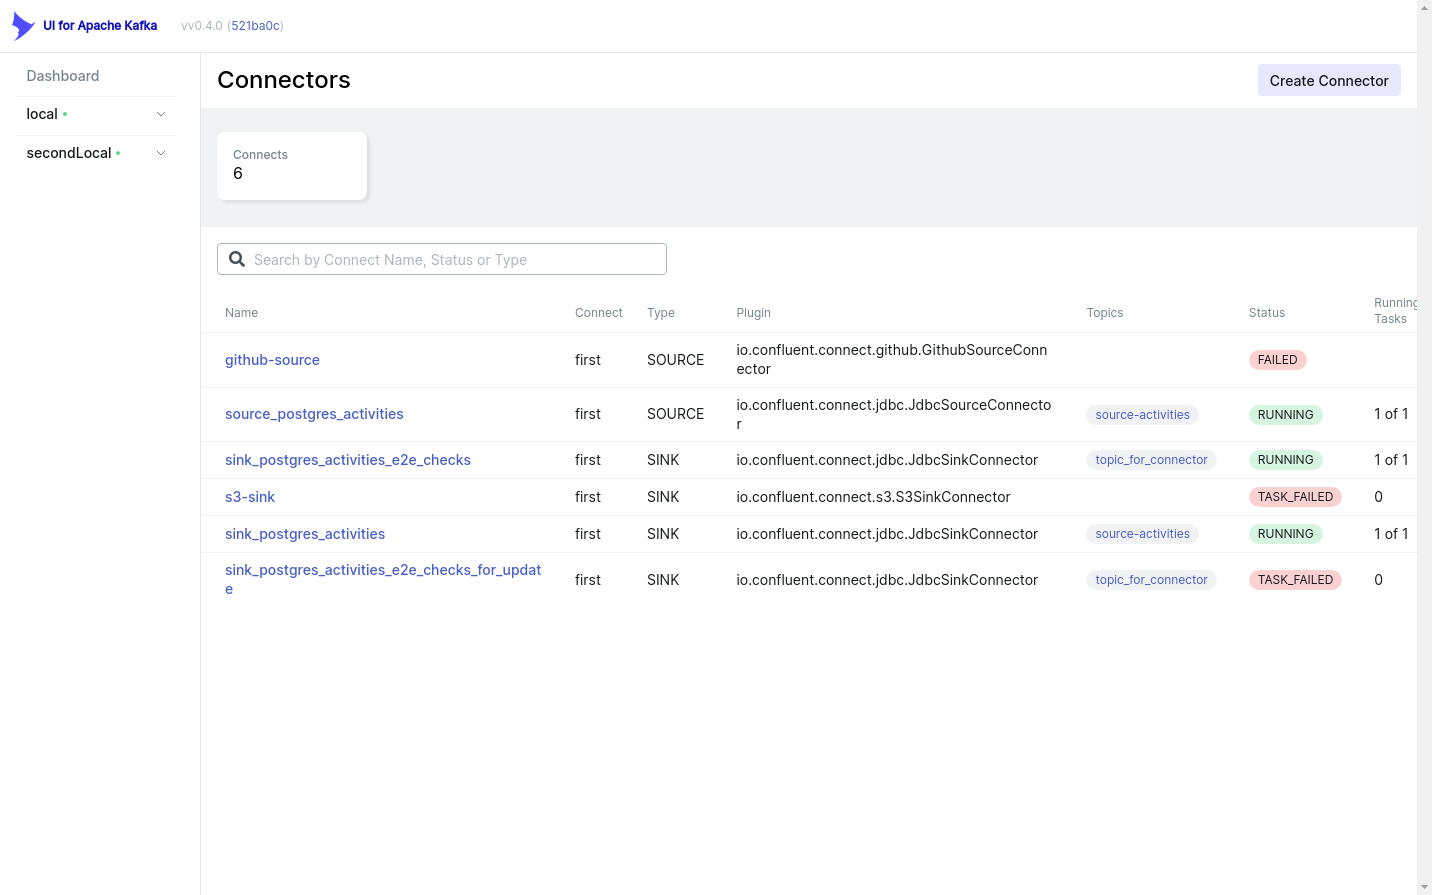 UI for Apache Kafka
vv0.4.0 (521ba0c)
Dashboard
local
secondLocal
Connectors
Create Connector
Connects
6
Search by Connect Name, Status or Type
Name Connect Type Plugin Topics Status Running
Tasks
github-source first SOURCE io.confluent.connect.github.GithubSourceConn
ector FAILED
source_postgres_activities first SOURCE io.confluent.connect.jdbc.JdbcSourceConnecto
r source-activities RUNNING 1 of 1
sink_postgres_activities_e2e_checks first SINK io.confluent.connect.jdbc.JdbcSinkConnector topic_for_connector RUNNING 1 of 1
s3-sink first SINK io.confluent.connect.s3.S3SinkConnector TASK_FAILED 0
sink_postgres_activities first SINK io.confluent.connect.jdbc.JdbcSinkConnector source-activities RUNNING 1 of 1
sink_postgres_activities_e2e_checks_for_updat
e first SINK io.confluent.connect.jdbc.JdbcSinkConnector topic_for_connector TASK_FAILED 0